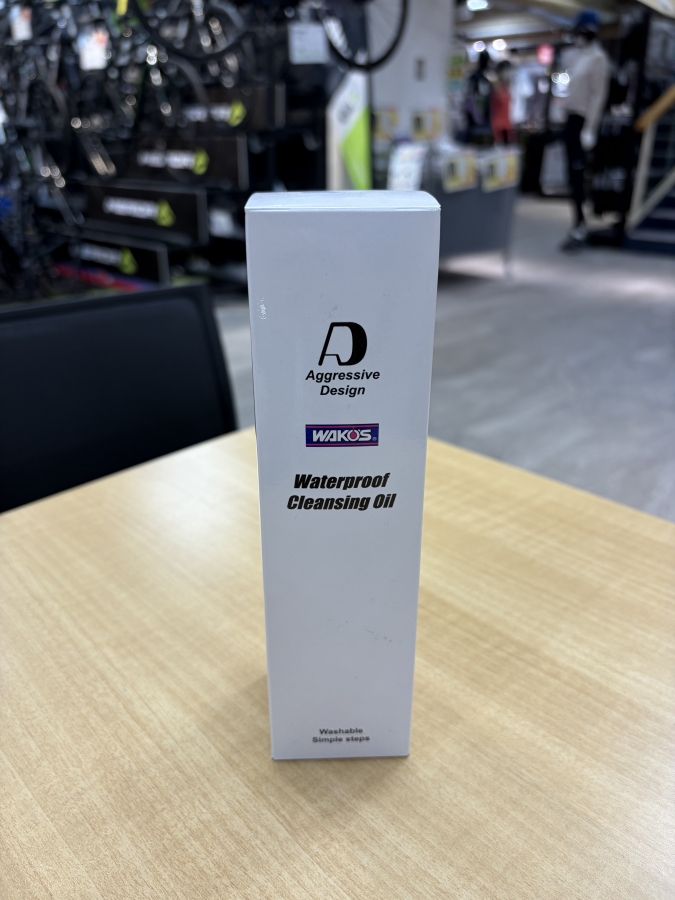 AD
Aggressive
Design
WAKO'S
Waterproof
Cleansing Oil
Washable
Simple steps